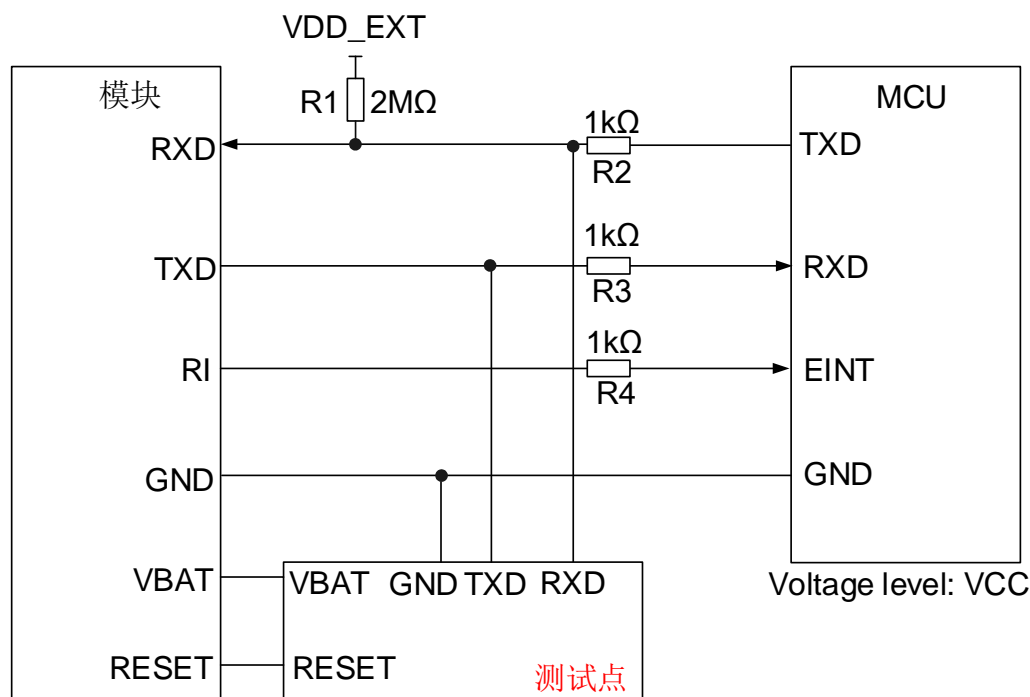 VDD_EXT
模块
R1 2MΩ
MCU
1kΩ
RXD
TXD
R2
1kΩ
TXD
RXD
R3
1kΩ
RI
EINT
R4
GND
GND
VBAT
VBAT GND TXD RXD
Voltage level: VCC
RESET
RESET
测试点